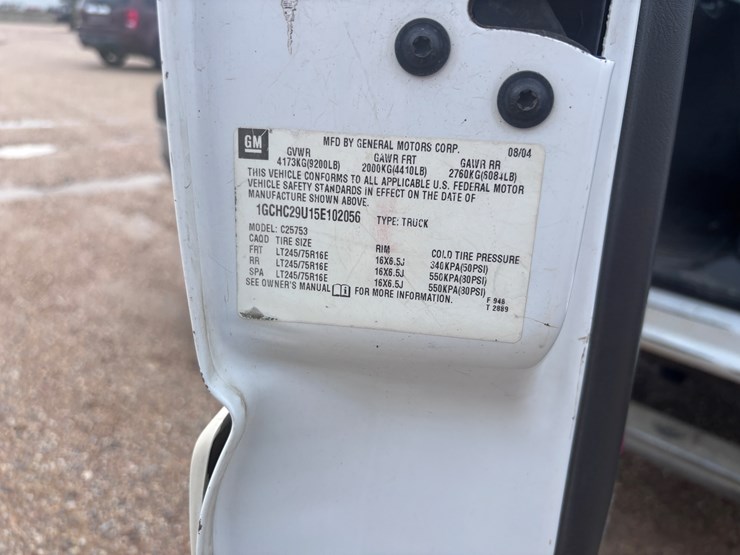 GM
MFD BY GENERAL MOTORS CORP. 08/04
GVWR GAWR FRT GAWR RR
4173KG(9200LB) 2000KG(4410LB) 2760KG(6084LB)
THIS VEHICLE CONFORMS TO ALL APPLICABLE U.S. FEDERAL MOTOR
VEHICLE SAFETY STANDARDS IN EFFECT ON THE DATE OF
MANUFACTURE SHOWN ABOVE.
1GCHC29U15E102056 TYPE: TRUCK
MODEL: C25753
CAQD TIRE SIZE RIM COLD TIRE PRESSURE
FRT LT245/75R16E 16X6.5J 340KPA(50PSI)
RR LT245/75R16E 16X6.5J 550KPA(80PSI)
SPA LT245/75R16E 16X6.5J 550KPA(80PSI)
SEE OWNER'S MANUAL FOR MORE INFORMATION.
F 948
T 2889